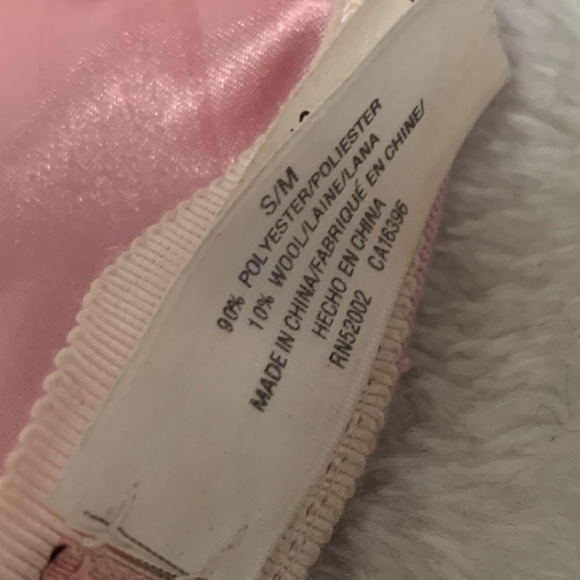 S/M
90% POLYESTER/POLIESTER
10% WOOL/LAINE/LANA
MADE IN CHINA/FABRIQUÉ EN CHINE/
HECHO EN CHINA
RN52002 CA16396